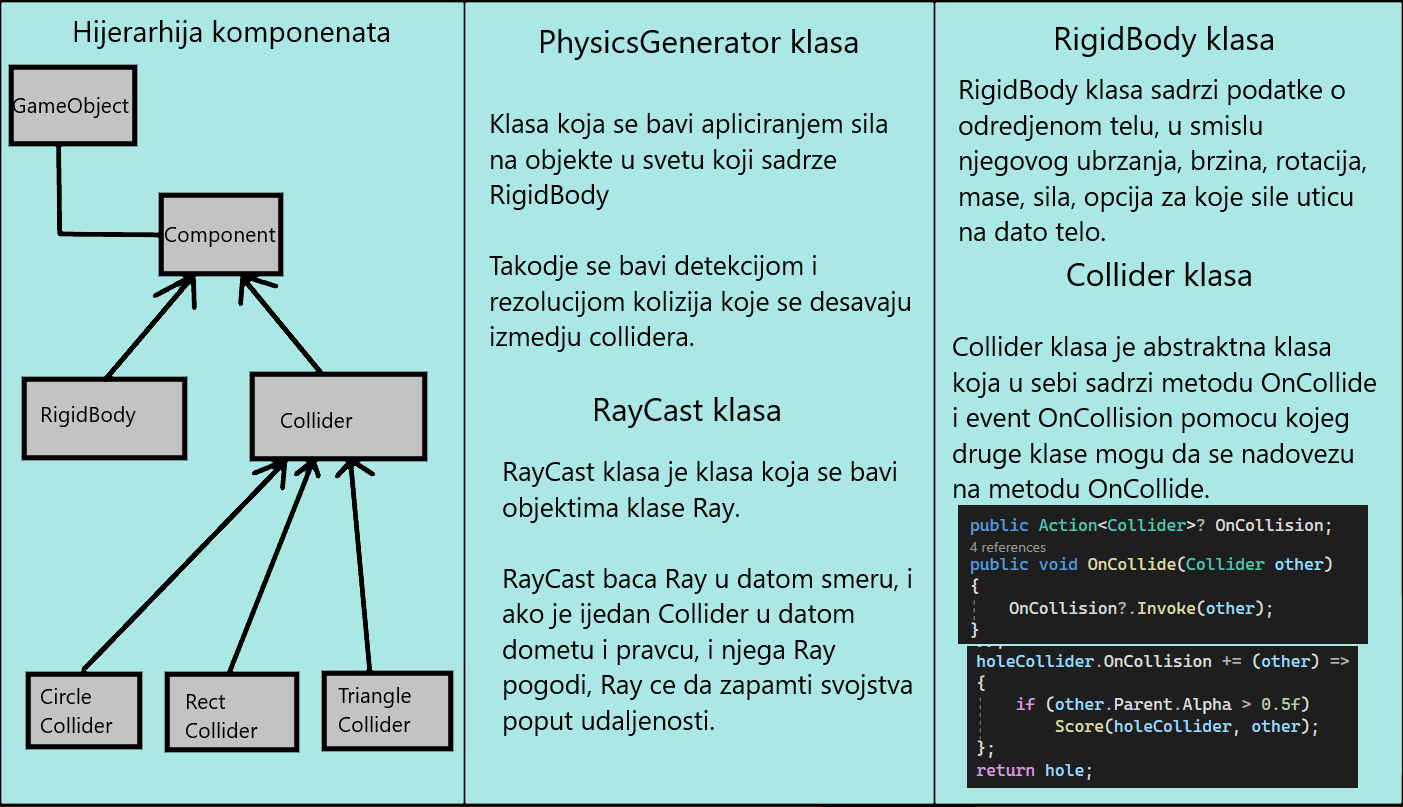 Hijerarhija komponenata
GameObject
Component
RigidBody
Collider
Circle
Collider
Rect
Collider
Triangle
Collider
PhysicsGenerator klasa
Klasa koja se bavi apliciranjem sila
na objekte u svetu koji sadrze
RigidBody
Takodje se bavi detekcijom i
rezolucijom kolizija koje se desavaju
izmedju collidera.
RayCast klasa
RayCast klasa je klasa koja se bavi
objektima klase Ray.
RayCast baca Ray u datom smeru, i
ako je ijedan Collider u datom
dometu i pravcu, i njega Ray
pogodi, Ray ce da zapamti svojstva
poput udaljenosti.
RigidBody klasa
RigidBody klasa sadrzi podatke o
odredjenom telu, u smislu
njegovog ubrzanja, brzina, rotacija,
mase, sila, opcija za koje sile uticu
na dato telo.
Collider klasa
Collider klasa je abstraktna klasa
koja u sebi sadrzi metodu OnCollide
i event OnCollision pomocu kojeg
druge klase mogu da se nadovezu
na metodu OnCollide.
public Action<Collider>? OnCollision;
4 references
public void OnCollide(Collider other)
{
OnCollision?.Invoke(other);
}
holeCollider.OnCollision += (other) =>
{
if (other.Parent.Alpha > 0.5f)
Score(holeCollider, other);
};
return hole;